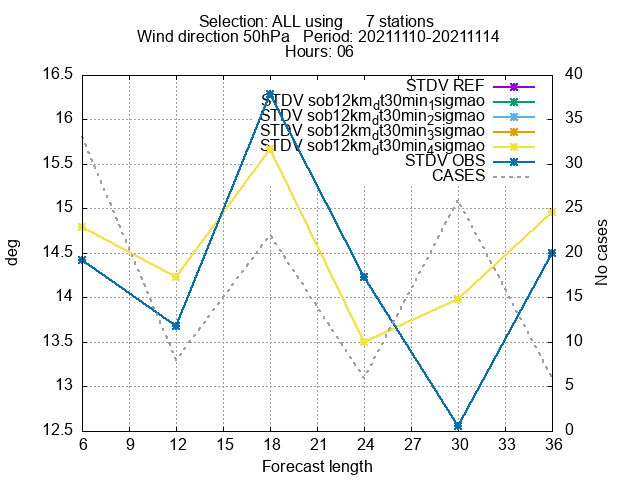 Selection: ALL using 7 stations
Wind direction 50hPa Period: 20211110-20211114
Hours: 06
16.5
16
15.5
15
14.5
14
13.5
13
12.5
deg
40
35
30
25
20
15
10
5
0
No cases
STDV REF
STDV sob12km_dt30min_1sigmao
STDV sob12km_dt30min_2sigmao
STDV sob12km_dt30min_3sigmao
STDV sob12km_dt30min_4sigmao
STDV OBS
CASES
6 9 12 15 18 21 24 27 30 33 36
Forecast length